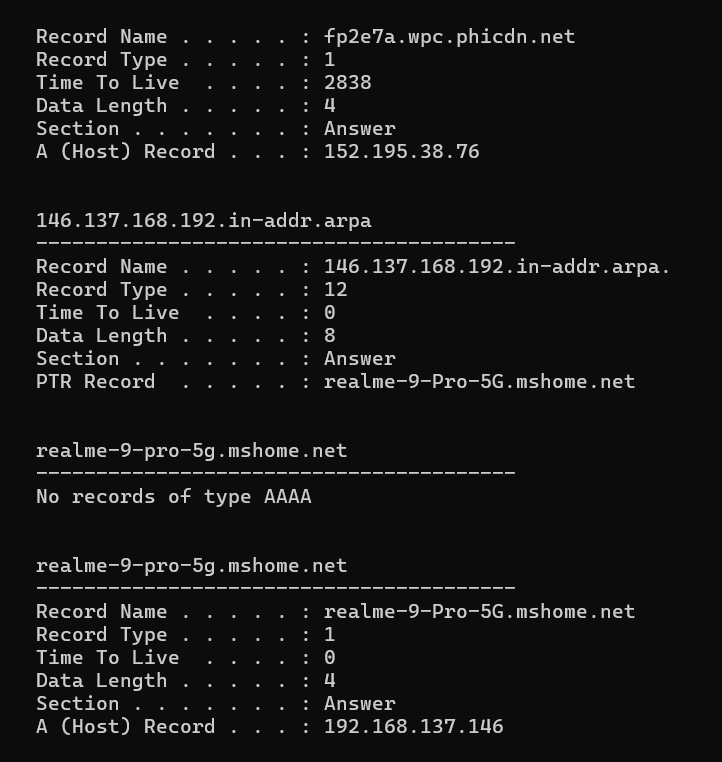 Record Name . . . . . : fp2e7a.wpc.phicdn.net
Record Type . . . . . : 1
Time To Live  . . . . : 2838
Data Length . . . . . : 4
Section . . . . . . . : Answer
A (Host) Record . . . : 152.195.38.76
146.137.168.192.in-addr.arpa
----------------------------------------
Record Name . . . . . : 146.137.168.192.in-addr.arpa.
Record Type . . . . . : 12
Time To Live  . . . . : 0
Data Length . . . . . : 8
Section . . . . . . . : Answer
PTR Record  . . . . . : realme-9-Pro-5G.mshome.net
realme-9-pro-5g.mshome.net
----------------------------------------
No records of type AAAA
realme-9-pro-5g.mshome.net
----------------------------------------
Record Name . . . . . : realme-9-Pro-5G.mshome.net
Record Type . . . . . : 1
Time To Live  . . . . : 0
Data Length . . . . . : 4
Section . . . . . . . : Answer
A (Host) Record . . . : 192.168.137.146